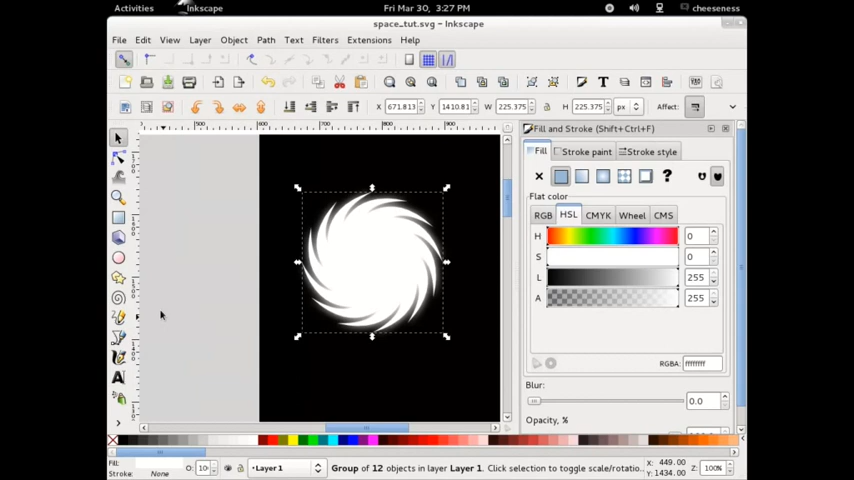 Activities Inkscape Fri Mar 30, 3:27 PM cheeseness
space_tut.svg - Inkscape
File Edit View Layer Object Path Text Filters Extensions Help
X 671.813 Y 1410.81 W 225.375 H 225.375 px Affect:
Fill and Stroke (Shift+Ctrl+F)
Fill Stroke paint Stroke style
Flat color
RGB HSL CMYK Wheel CMS
H 0
S 0
L 255
A 255
RGBA: ffffffff
Blur:
0.0
Opacity, %
Fill:
Stroke: None
O: 10
Layer 1
Group of 12 objects in layer Layer 1. Click selection to toggle scale/rotatio...
X: 449.00
Y: 1434.00
Z: 100%